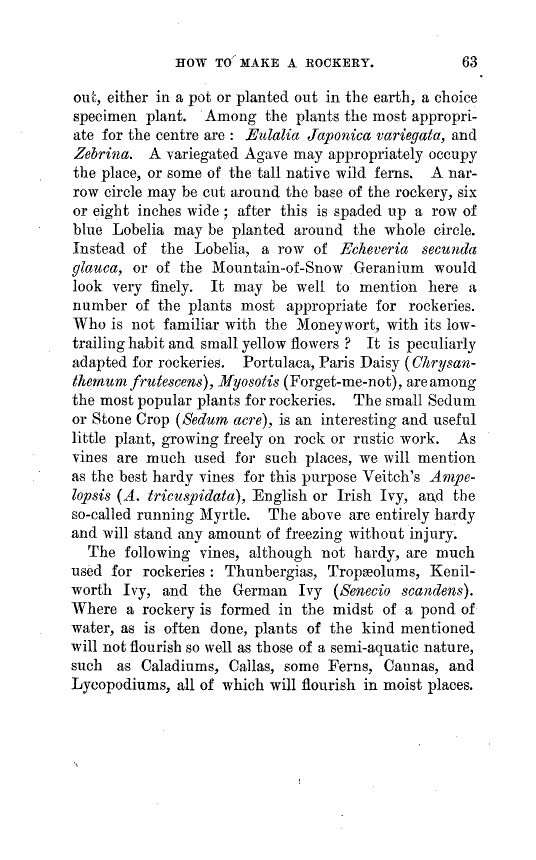 HOW TO MAKE A ROCKERY. 63
out, either in a pot or planted out in the earth, a choice
specimen plant. Among the plants the most appropri-
ate for the centre are : Eulalia Japonica variegata, and
Zebrina. A variegated Agave may appropriately occupy
the place, or some of the tall native wild ferns. A nar-
row circle may be cut around the base of the rockery, six
or eight inches wide ; after this is spaded up a row of
blue Lobelia may be planted around the whole circle.
Instead of the Lobelia, a row of Echeveria secunda
glauca, or of the Mountain-of-Snow Geranium would
look very finely. It may be well to mention here a
number of the plants most appropriate for rockeries.
Who is not familiar with the Moneywort, with its low-
trailing habit and small yellow flowers ? It is peculiarly
adapted for rockeries. Portulaca, Paris Daisy (Chrysan-
themum frutescens), Myosotis (Forget-me-not), are among
the most popular plants for rockeries. The small Sedum
or Stone Crop (Sedum acre), is an interesting and useful
little plant, growing freely on rock or rustic work. As
vines are much used for such places, we will mention
as the best hardy vines for this purpose Veitch's Ampe-
lopsis (A. tricuspidata), English or Irish Ivy, and the
so-called running Myrtle. The above are entirely hardy
and will stand any amount of freezing without injury.
The following vines, although not hardy, are much
used for rockeries : Thunbergias, Tropæolums, Kenil-
worth Ivy, and the German Ivy (Senecio scandens).
Where a rockery is formed in the midst of a pond of
water, as is often done, plants of the kind mentioned
will not flourish so well as those of a semi-aquatic nature,
such as Caladiums, Callas, some Ferns, Cannas, and
Lycopodiums, all of which will flourish in moist places.